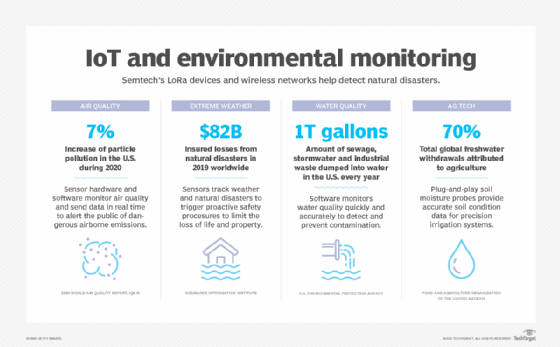 IoT and environmental monitoring
Semtech's LoRa devices and wireless networks help detect natural disasters.
AIR QUALITY
7%
Increase of particle
pollution in the U.S.
during 2020
Sensor hardware and
software monitor air quality
and send data in real time
to alert the public of dan-
gerous airborne emissions.
2020 WORLD AIR QUALITY REPORT, IQAIR
EXTREME WEATHER
$82B
Insured losses from
natural disasters in
2019 worldwide
Sensors track weather
and natural disasters to
trigger proactive safety
procesures to limit the
loss of life and property.
INSURANCE INFORMATION INSTITUTE
WATER QUALITY
1T gallons
Amount of sewage,
stormwater and industrial
waste dumped into water
in the U.S. every year
Software monitors
water quality quickly and
accurately to detect and
prevent contamination.
U.S. ENVIRONMENTAL PROTECTION AGENCY
AG TECH
70%
Total global freshwater
withdrawals attributed
to agriculture
Plug-and-play soil
moisture probes provide
accurate soil condition
data for precision
irrigation systems.
FOOD AND AGRICULTURE ORGANIZATION
OF THE UNITED NATIONS
TechTarget